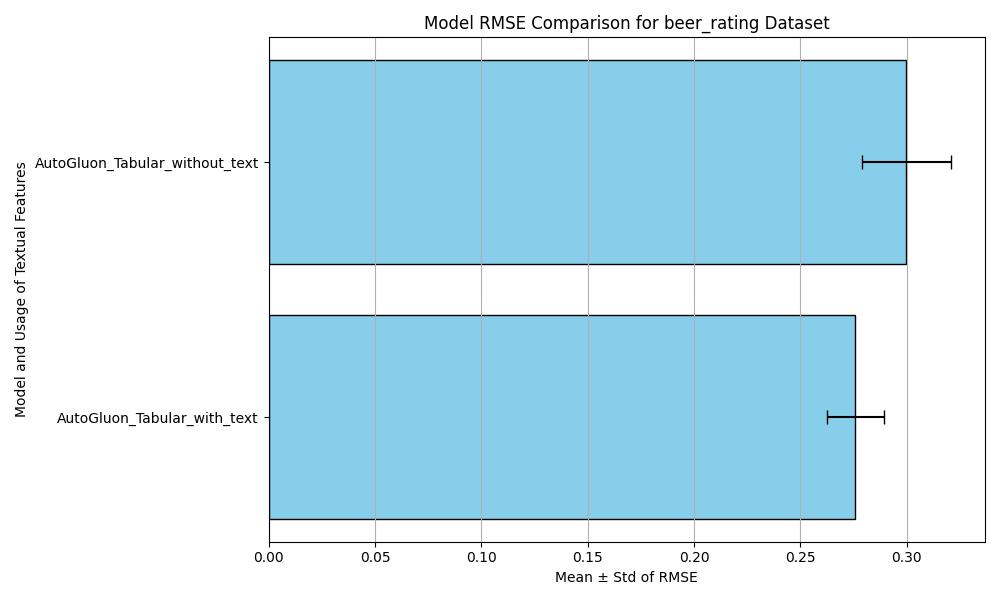 Model RMSE Comparison for beer_rating Dataset
Model and Usage of Textual Features
AutoGluon_Tabular_without_text
AutoGluon_Tabular_with_text
0.00 0.05 0.10 0.15 0.20 0.25 0.30
Mean ± Std of RMSE